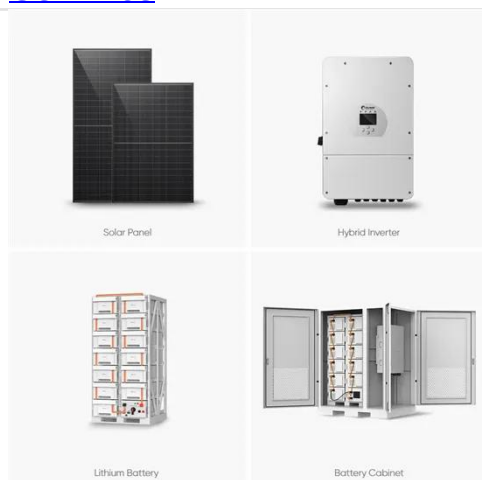 Solar Panel
Hybrid Inverter
Lithium Battery
Battery Cabinet